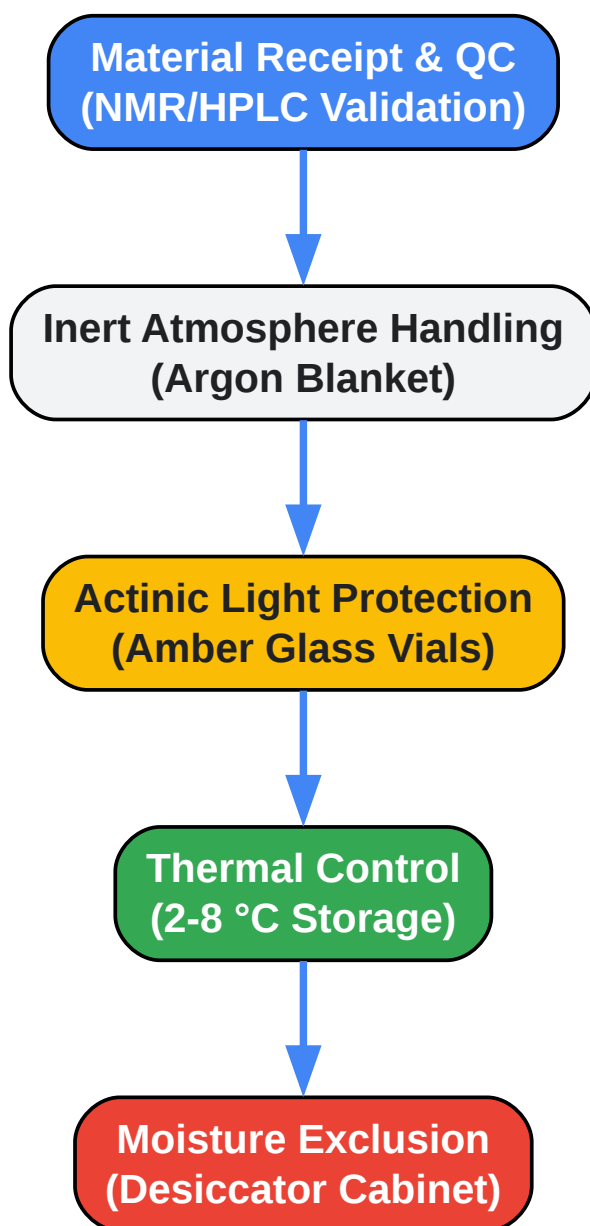 Material Receipt & QC
(NMR/HPLC Validation)
Inert Atmosphere Handling
(Argon Blanket)
Actinic Light Protection
(Amber Glass Vials)
Thermal Control
(2-8 °C Storage)
Moisture Exclusion
(Desiccator Cabinet)